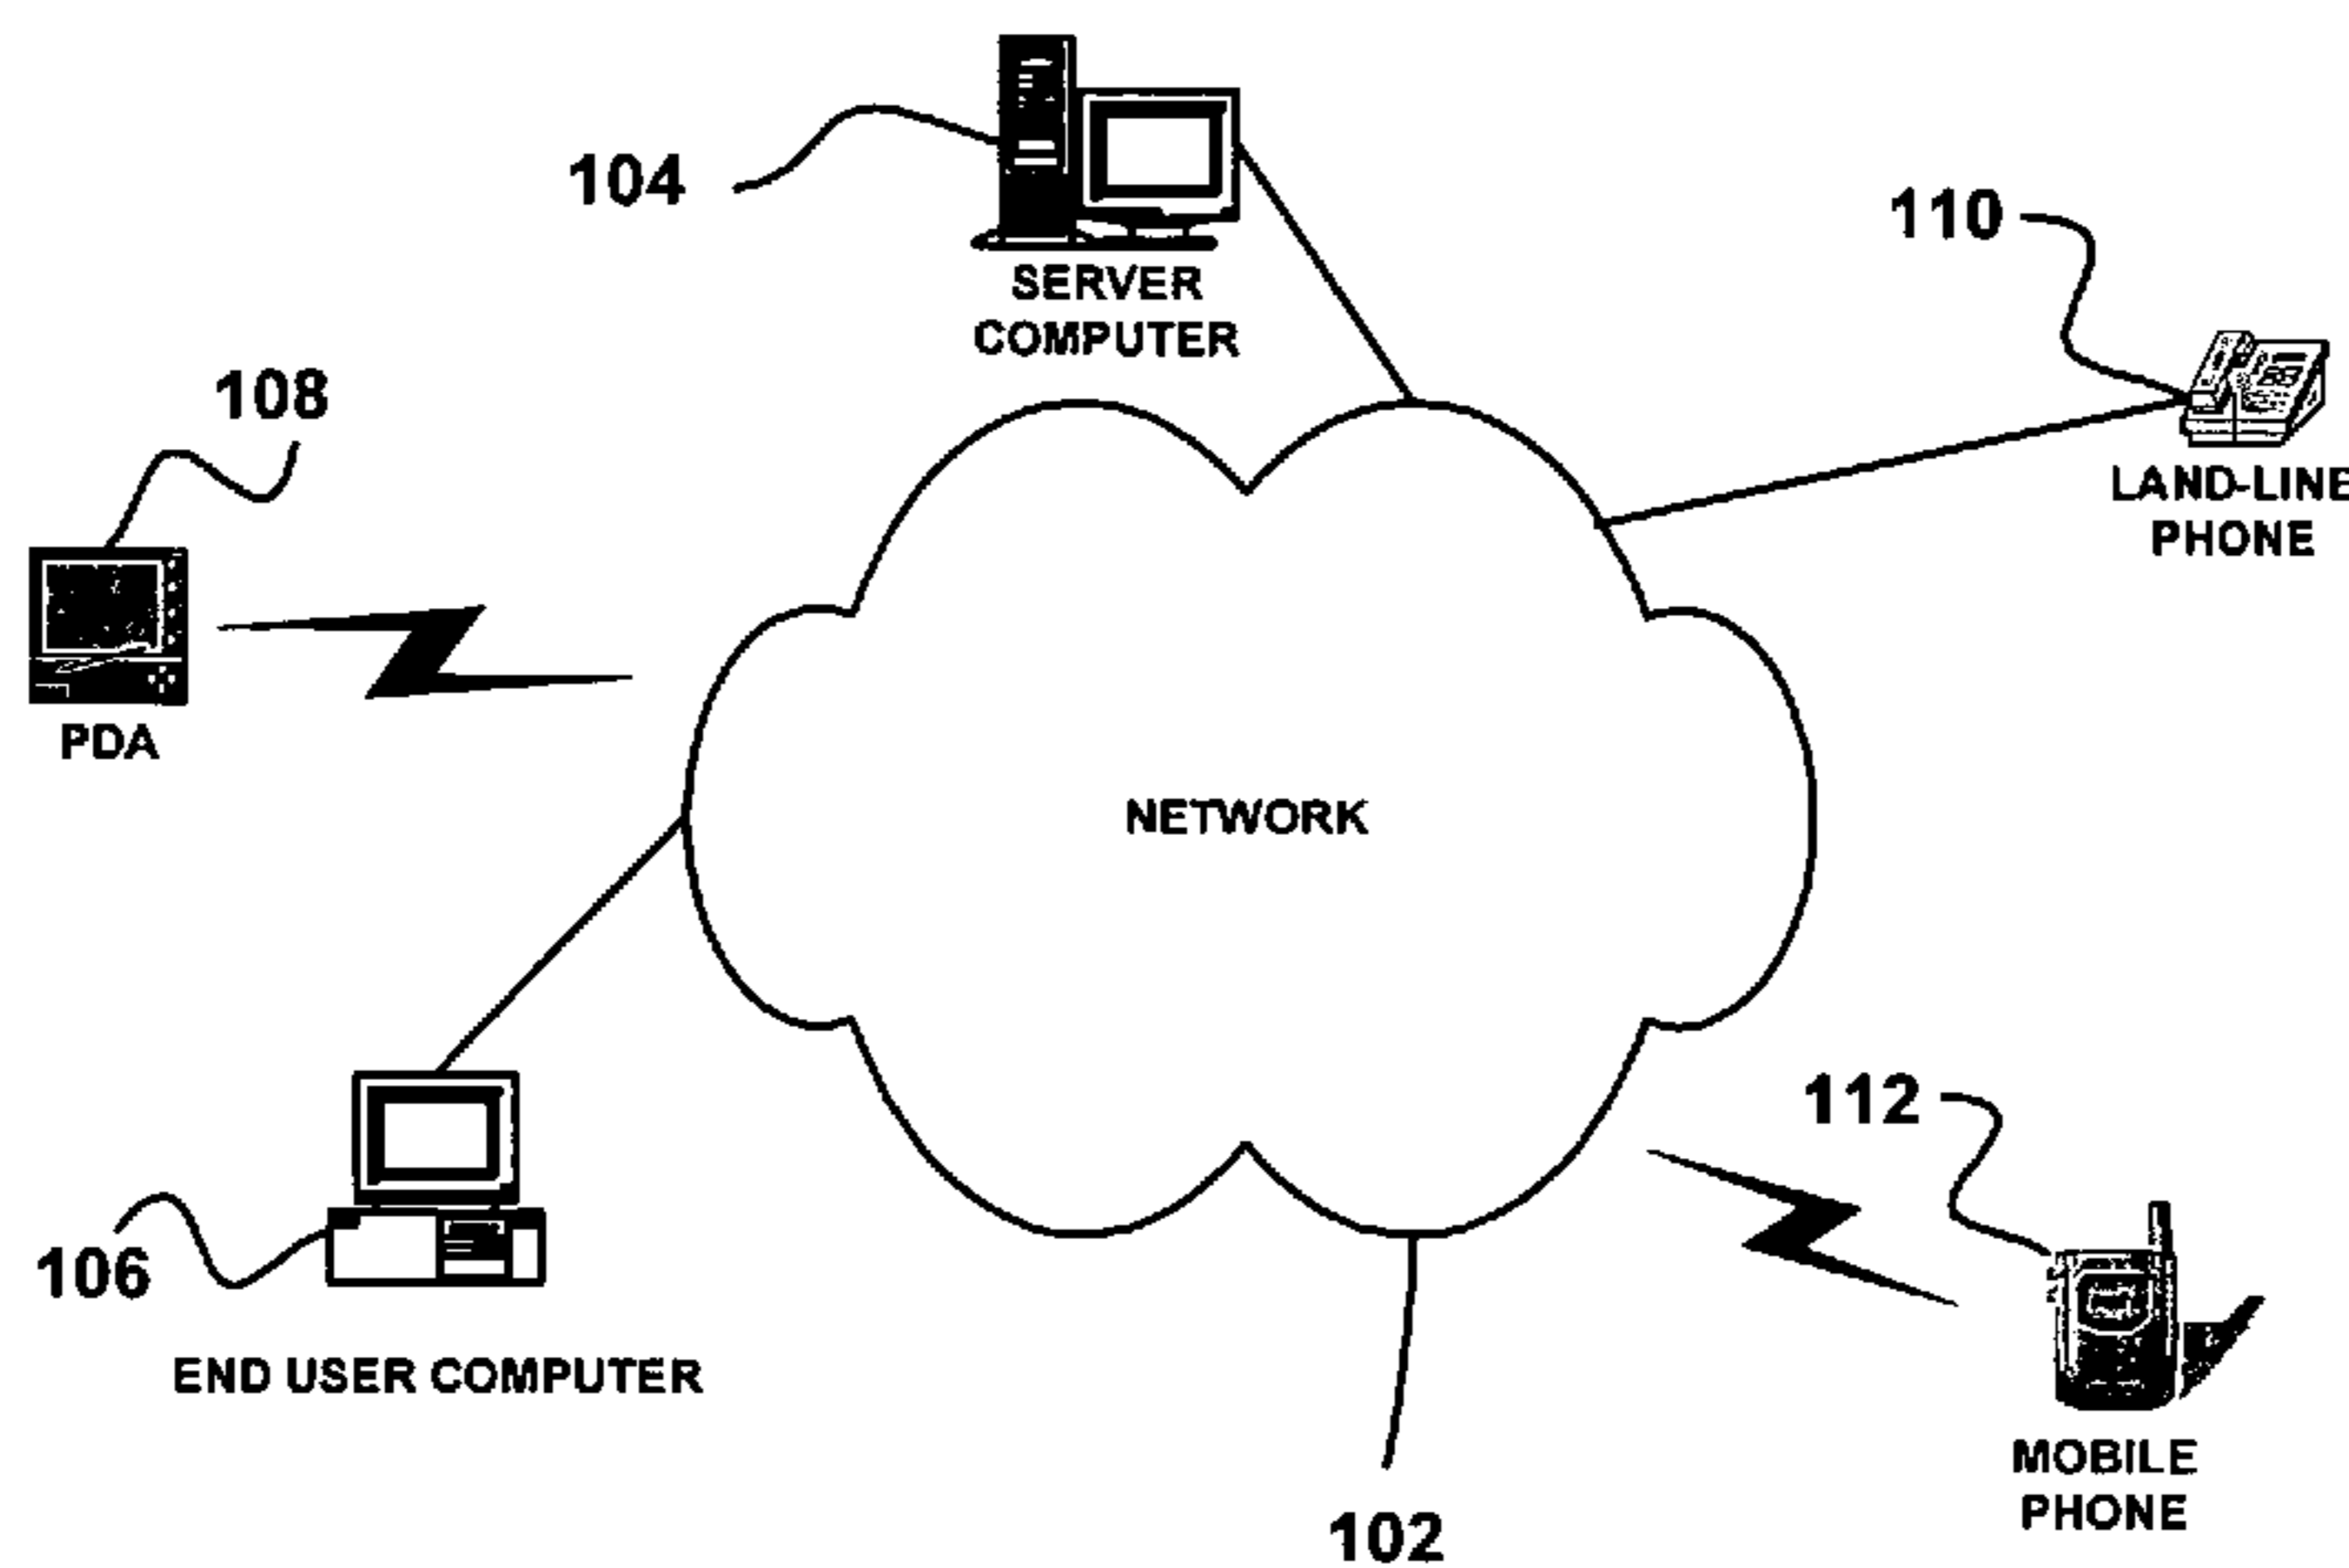 104
SERVER
COMPUTER
110
LAND-LINE
PHONE
108
PDA
NETWORK
106
END USER COMPUTER
112
MOBILE
PHONE
102